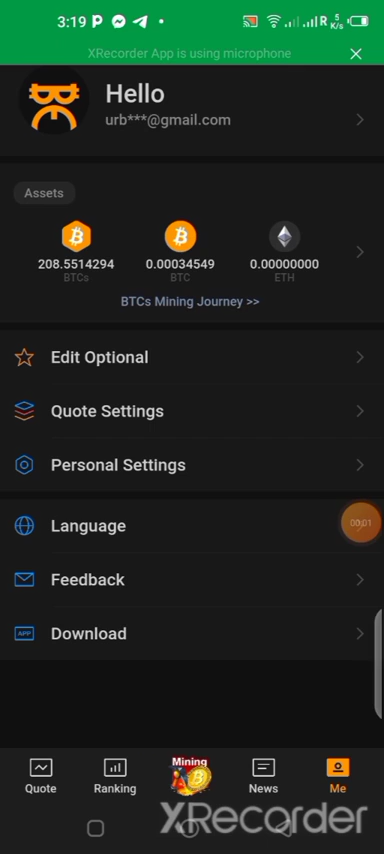 3:19 P R 5 K/s
XRecorder App is using microphone
Hello
urb***@gmail.com
Assets
208.5514294 0.00034549 0.00000000
BTCs BTC ETH
BTCs Mining Journey >>
Edit Optional
Quote Settings
Personal Settings
Language
00:01
Feedback
APP Download
Mining
Quote Ranking News Me
XRecorder